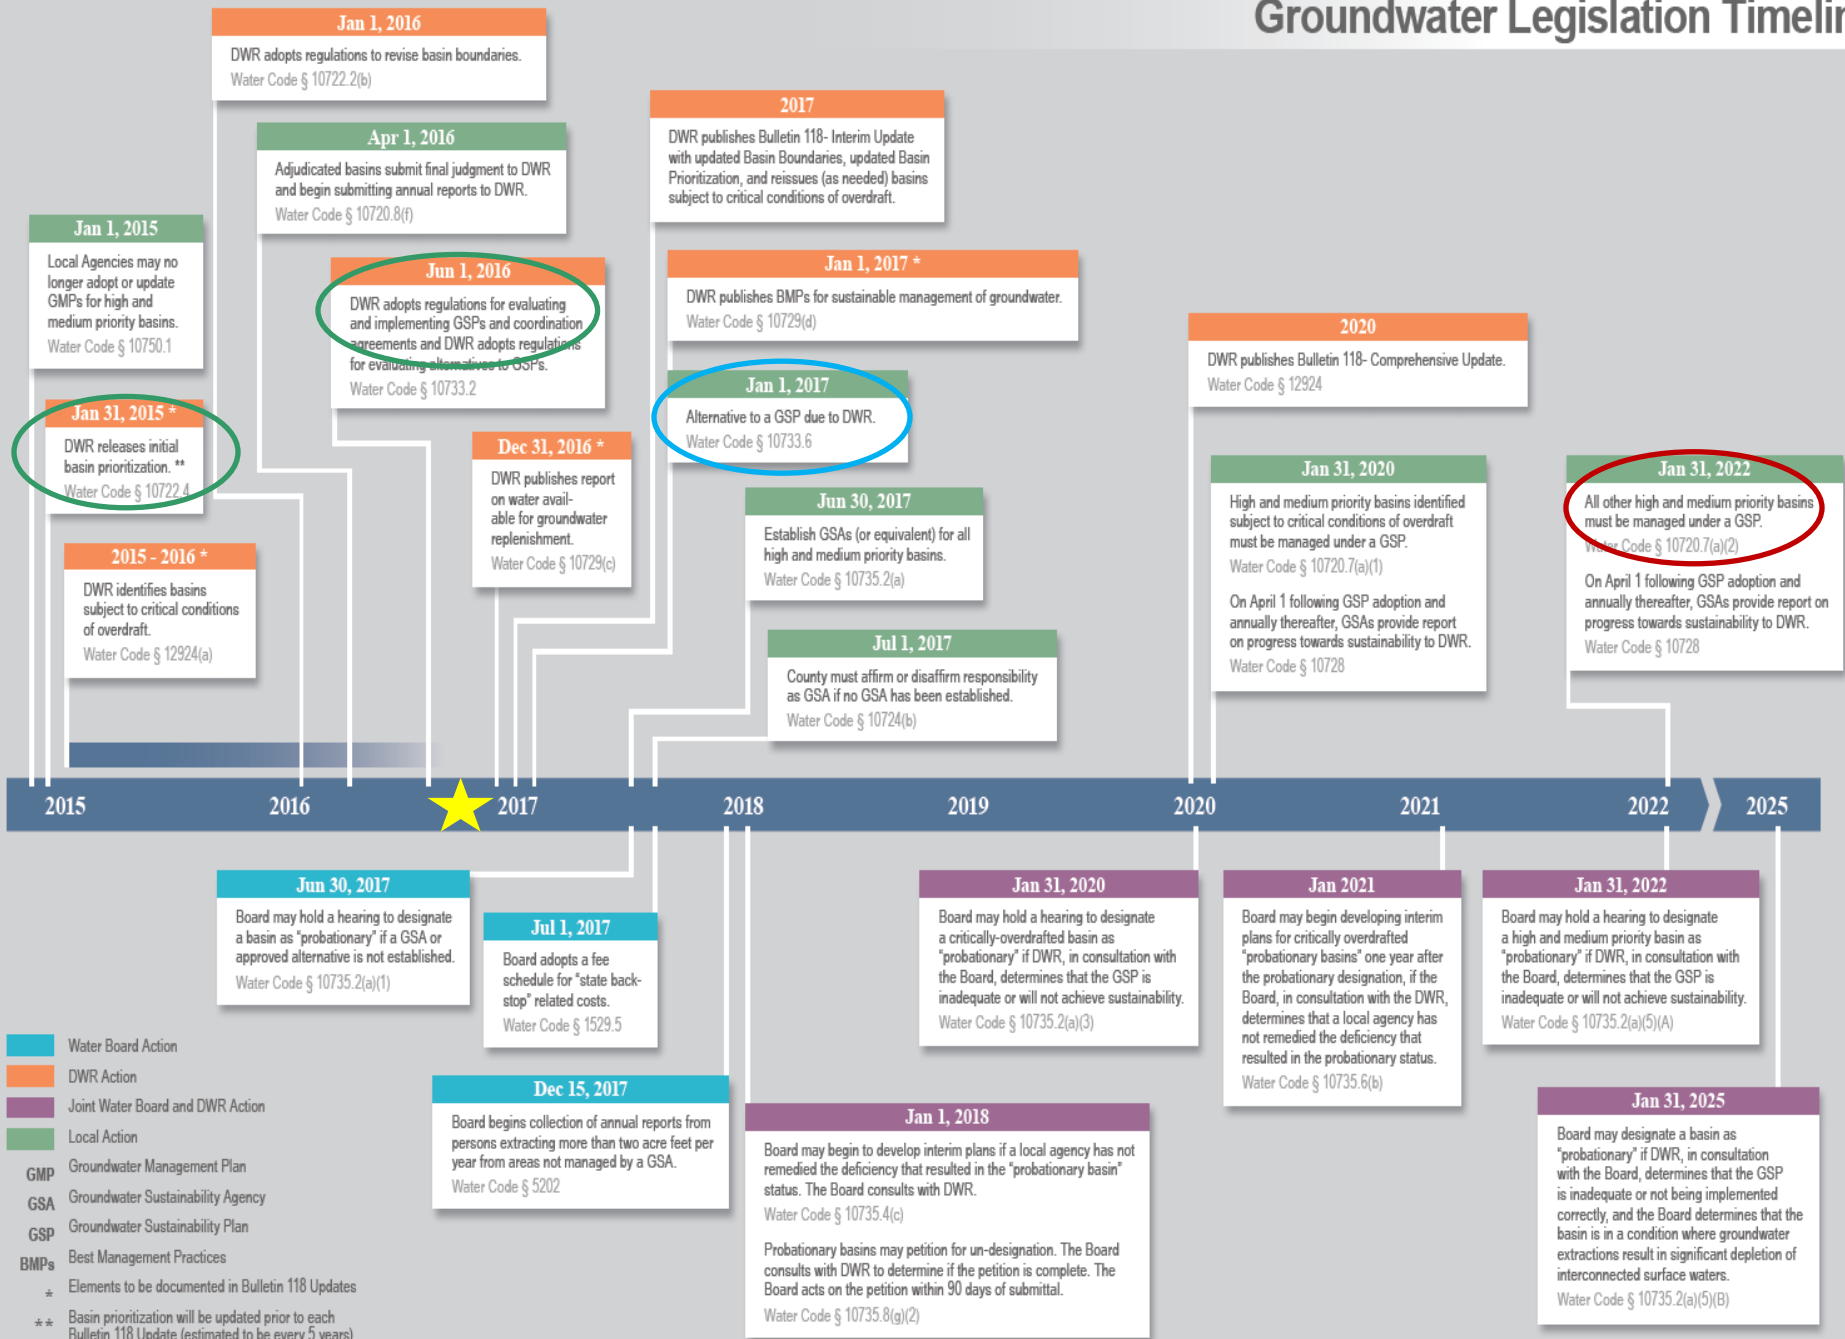 Groundwater Legislation
Jan 1, 2016
DWR adopts regulations to revise basin boundaries.
Water Code § 10722.2(b)
Apr 1, 2016
Adjudicated basins submit final judgment to DWR
and begin submitting annual reports to DWR.
Water Code § 10720.8(f)
2017
DWR publishes Bulletin 118- Interim Update
with updated Basin Boundaries, updated Basin
Prioritization, and reissues (as needed) basins
subject to critical conditions of overdraft.
Jan 1, 2015
Local Agencies may no
longer adopt or update
GMPs for high and
medium priority basins.
Water Code § 10750.1
Jun 1, 2016
DWR adopts regulations for evaluating
and implementing GSPs and coordination
agreements and DWR adopts regulations
for evaluating alternatives to GSPs.
Water Code § 10733.2
Jan 1, 2017 *
DWR publishes BMPs for sustainable management of groundwater.
Water Code § 10729(d)
2020
DWR publishes Bulletin 118- Comprehensive Update.
Water Code § 12924
Jan 1, 2017
Alternative to a GSP due to DWR.
Water Code § 10733.6
Jan 31, 2015 *
DWR releases initial
basin prioritization. **
Water Code § 10722.4
Dec 31, 2016 *
DWR publishes report
on water avail-
able for groundwater
replenishment.
Water Code § 10729(c)
Jun 30, 2017
Establish GSAs (or equivalent) for all
high and medium priority basins.
Water Code § 10735.2(a)
Jan 31, 2020
High and medium priority basins identified
subject to critical conditions of overdraft
must be managed under a GSP.
Water Code § 10720.7(a)(1)
On April 1 following GSP adoption and
annually thereafter, GSAs provide report
on progress towards sustainability to DWR.
Water Code § 10728
Jan 31, 2022
All other high and medium priority basins
must be managed under a GSP.
Water Code § 10720.7(a)(2)
On April 1 following GSP adoption and
annually thereafter, GSAs provide report on
progress towards sustainability to DWR.
Water Code § 10728
2015 - 2016 *
DWR identifies basins
subject to critical conditions
of overdraft.
Water Code § 12924(a)
Jul 1, 2017
County must affirm or disaffirm responsibility
as GSA if no GSA has been established.
Water Code § 10724(b)
2015 2016 2017 2018 2019 2020 2021 2022 2025
Jun 30, 2017
Board may hold a hearing to designate
a basin as "probationary" if a GSA or
approved alternative is not established.
Water Code § 10735.2(a)(1)
Jul 1, 2017
Board adopts a fee
schedule for "state back-
stop" related costs.
Water Code § 1529.5
Jan 31, 2020
Board may hold a hearing to designate
a critically-overdrafted basin as
"probationary" if DWR, in consultation with
the Board, determines that the GSP is
inadequate or will not achieve sustainability.
Water Code § 10735.2(a)(3)
Jan 2021
Board may begin developing interim
plans for critically overdrafted
"probationary basins" one year after
the probationary designation, if the
Board, in consultation with the DWR,
determines that a local agency has
not remedied the deficiency that
resulted in the probationary status.
Water Code § 10735.6(b)
Jan 31, 2022
Board may hold a hearing to designate
a high and medium priority basin as
"probationary" if DWR, in consultation with
the Board, determines that the GSP is
inadequate or will not achieve sustainability.
Water Code § 10735.2(a)(5)(A)
Dec 15, 2017
Board begins collection of annual reports from
persons extracting more than two acre feet per
year from areas not managed by a GSA.
Water Code § 5202
Jan 1, 2018
Board may begin to develop interim plans if a local agency has not
remedied the deficiency that resulted in the "probationary basin"
status. The Board consults with DWR.
Water Code § 10735.4(c)
Probationary basins may petition for un-designation. The Board
consults with DWR to determine if the petition is complete. The
Board acts on the petition within 90 days of submittal.
Water Code § 10735.8(g)(2)
Jan 31, 2025
Board may designate a basin as
"probationary" if DWR, in consultation
with the Board, determines that the GSP
is inadequate or not being implemented
correctly, and the Board determines that the
basin is in a condition where groundwater
extractions result in significant depletion of
interconnected surface waters.
Water Code § 10735.2(a)(5)(B)
Water Board Action
DWR Action
Joint Water Board and DWR Action
Local Action
GMP Groundwater Management Plan
GSA Groundwater Sustainability Agency
GSP Groundwater Sustainability Plan
BMPs Best Management Practices
* Elements to be documented in Bulletin 118 Updates
** Basin prioritization will be updated prior to each
Bulletin 118 Update (estimated to be every 5 years)